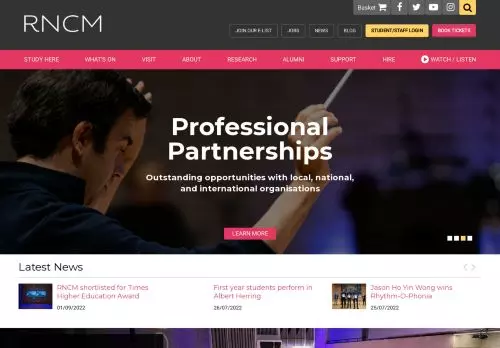 Basket
RNCM
JOIN OUR E-LIST
JOBS
NEWS
BLOG
STUDENT/STAFF LOGIN
BOOK TICKETS
STUDY HERE
WHAT'S ON
VISIT
ABOUT
RESEARCH
ALUMNI
SUPPORT
HIRE
WATCH / LISTEN
Professional
Partnerships
Outstanding opportunities with local, national,
and international organisations
LEARN MORE
Latest News
RNCM shortlisted for Times
Higher Education Award
01/09/2022
First year students perform in
Albert Herring
26/07/2022
Jason Ho Yin Wong wins
Rhythm-O-Phonia
25/07/2022